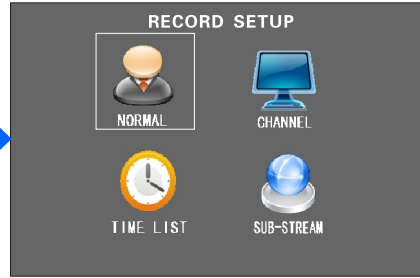 RECORD SETUP
NORMAL
CHANNEL
TIME LIST
SUB-STREAM